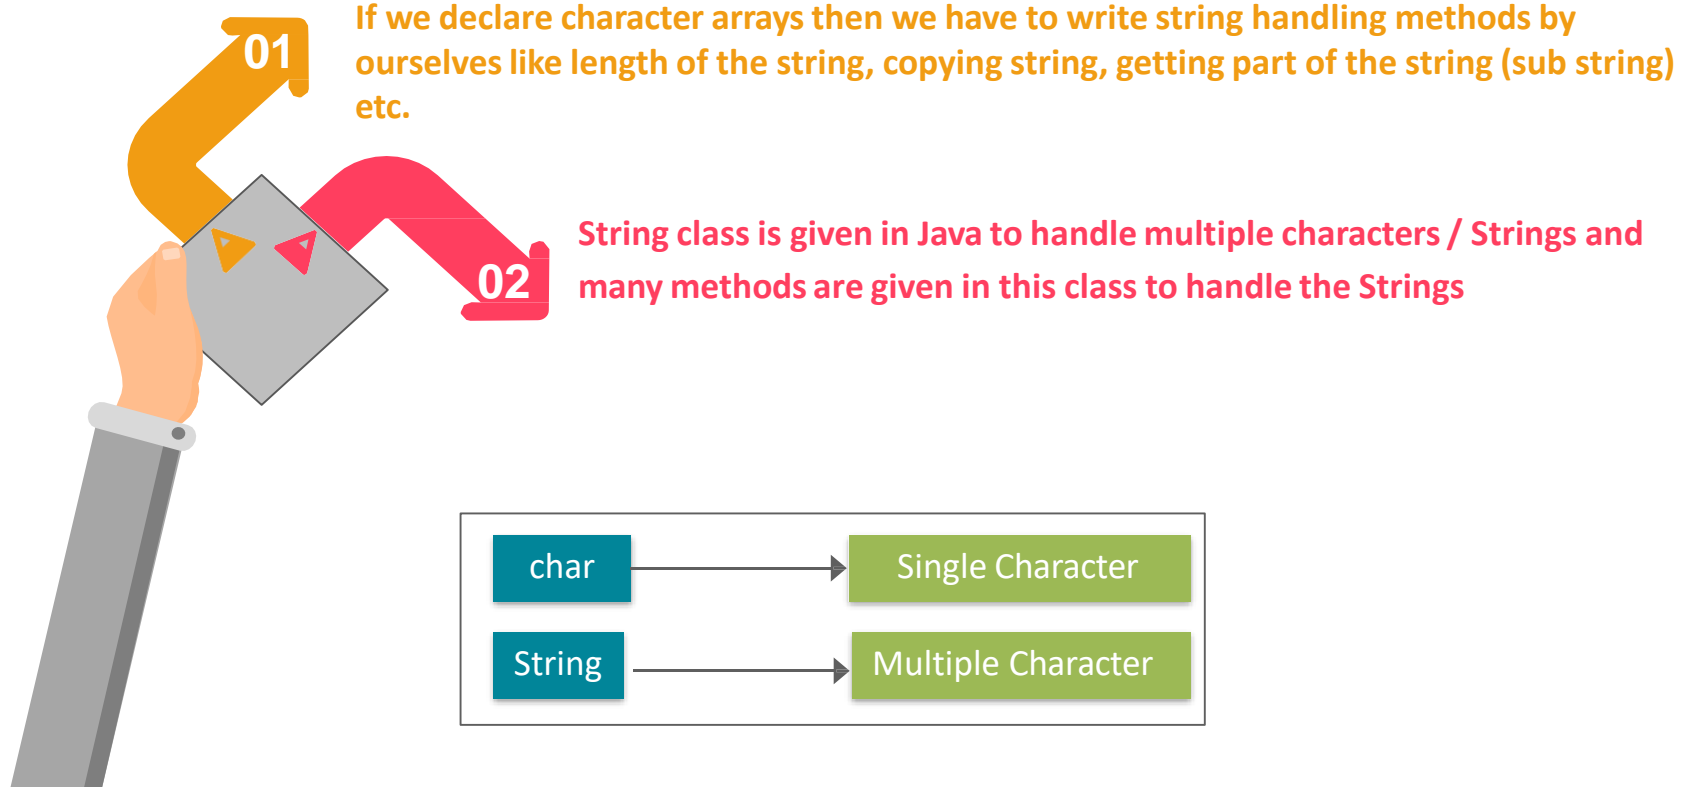 01
If we declare character arrays then we have to write string handling methods by
ourselves like length of the string, copying string, getting part of the string (sub string)
etc.
02
String class is given in Java to handle multiple characters / Strings and
many methods are given in this class to handle the Strings
char
Single Character
String
Multiple Character